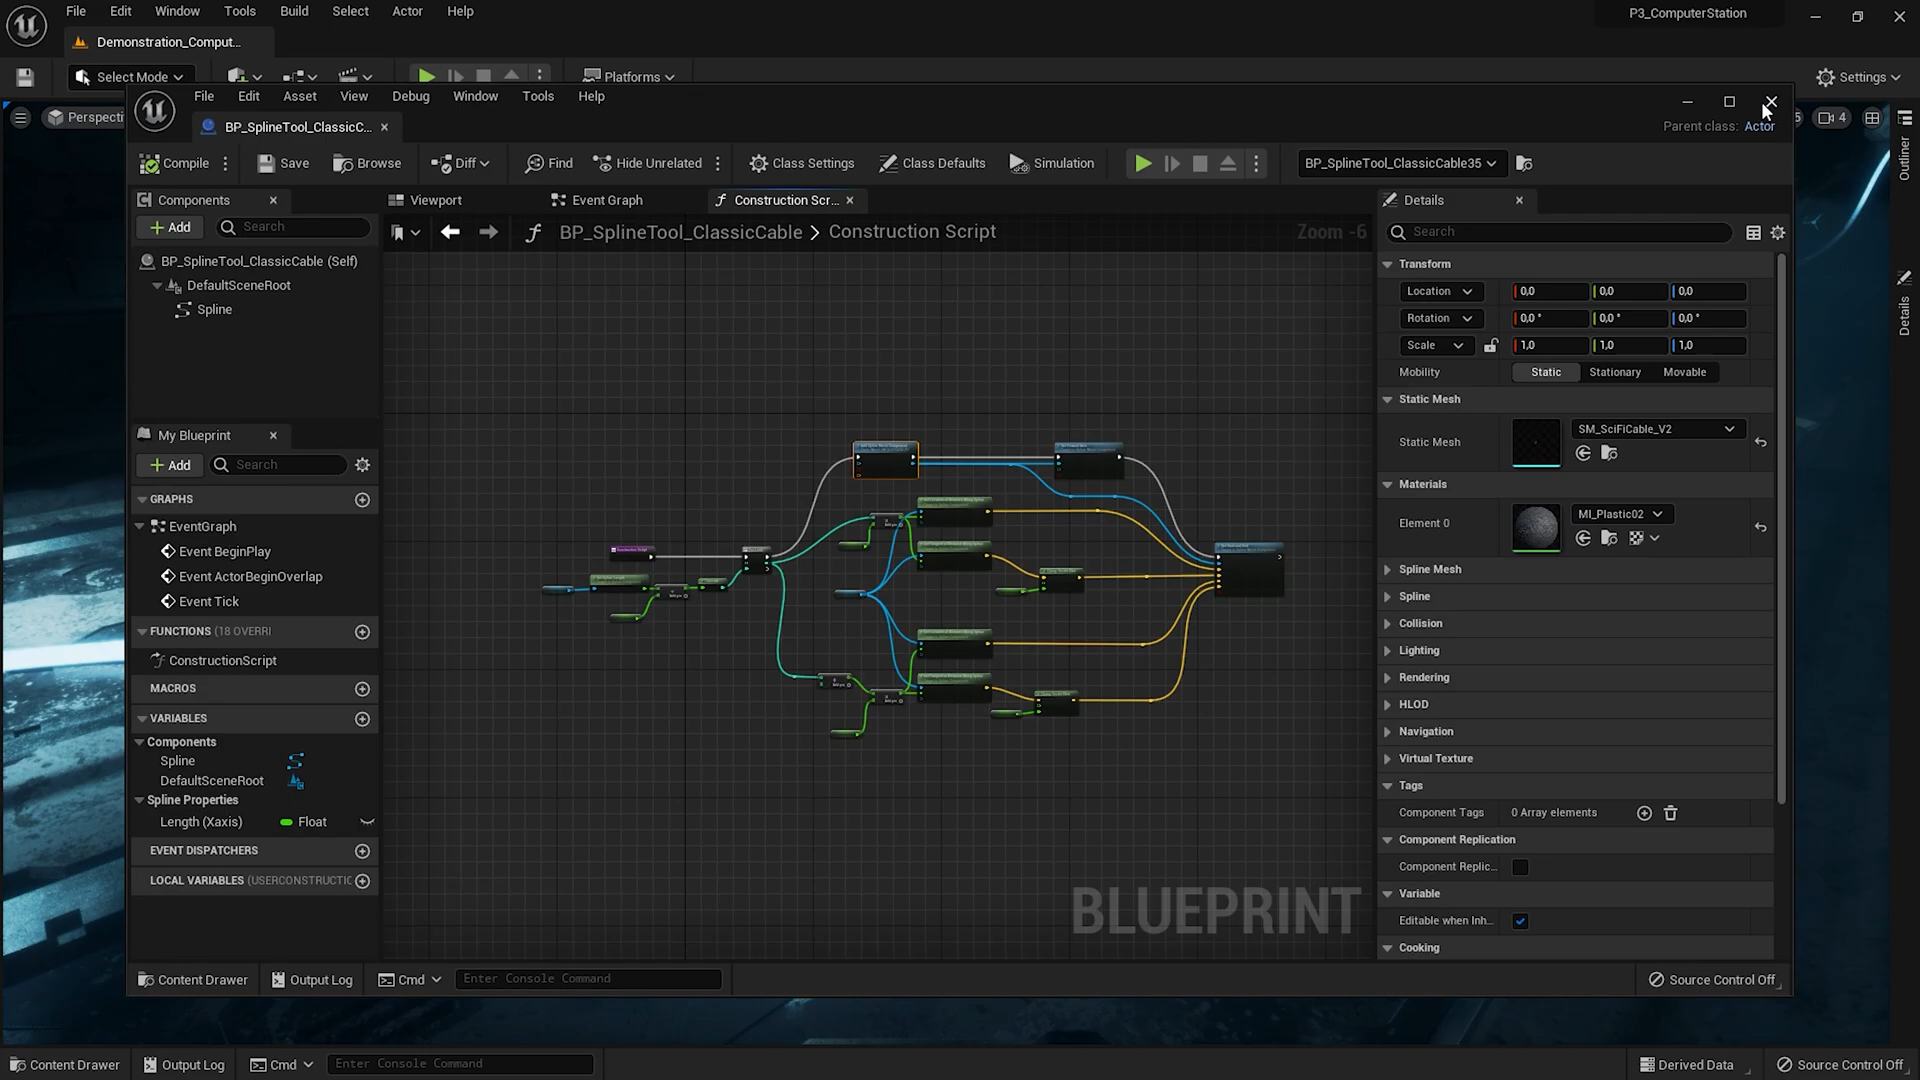 File Edit Window Tools Build Select Actor Help
P3_ComputerStation
Demonstration_Comput...
Select Mode
Platforms
Settings
File Edit Asset View Debug Window Tools Help
Perspecti
5
4
BP_SplineTool_ClassicC...
Parent class: Actor
Compile
Save
Browse
Diff
Find
Hide Unrelated
Class Settings
Class Defaults
Simulation
BP_SplineTool_ClassicCable35
Outliner
Details
Components
Add
Search
BP_SplineTool_ClassicCable (Self)
DefaultSceneRoot
Spline
My Blueprint
Add
Search
GRAPHS
EventGraph
Event BeginPlay
Event ActorBeginOverlap
Event Tick
FUNCTIONS (18 OVERRI
ConstructionScript
MACROS
VARIABLES
Components
Spline
DefaultSceneRoot
Spline Properties
Length (Xaxis) Float
EVENT DISPATCHERS
LOCAL VARIABLES (USERCONSTRUCTIO
Viewport
Event Graph
Construction Scr...
BP_SplineTool_ClassicCable > Construction Script
Zoom -6
BLUEPRINT
Details
Search
Transform
Location 0,0 0,0 0,0
Rotation 0,0 ° 0,0 ° 0,0 °
Scale 1,0 1,0 1,0
Mobility Static Stationary Movable
Static Mesh
Static Mesh SM_SciFiCable_V2
Materials
Element 0 MI_Plastic02
Spline Mesh
Spline
Collision
Lighting
Rendering
HLOD
Navigation
Virtual Texture
Tags
Component Tags 0 Array elements
Component Replication
Component Replic...
Variable
Editable when Inh...
Cooking
Content Drawer
Output Log
Cmd
Enter Console Command
Source Control Off
Content Drawer
Output Log
Cmd
Enter Console Command
Derived Data
Source Control Off